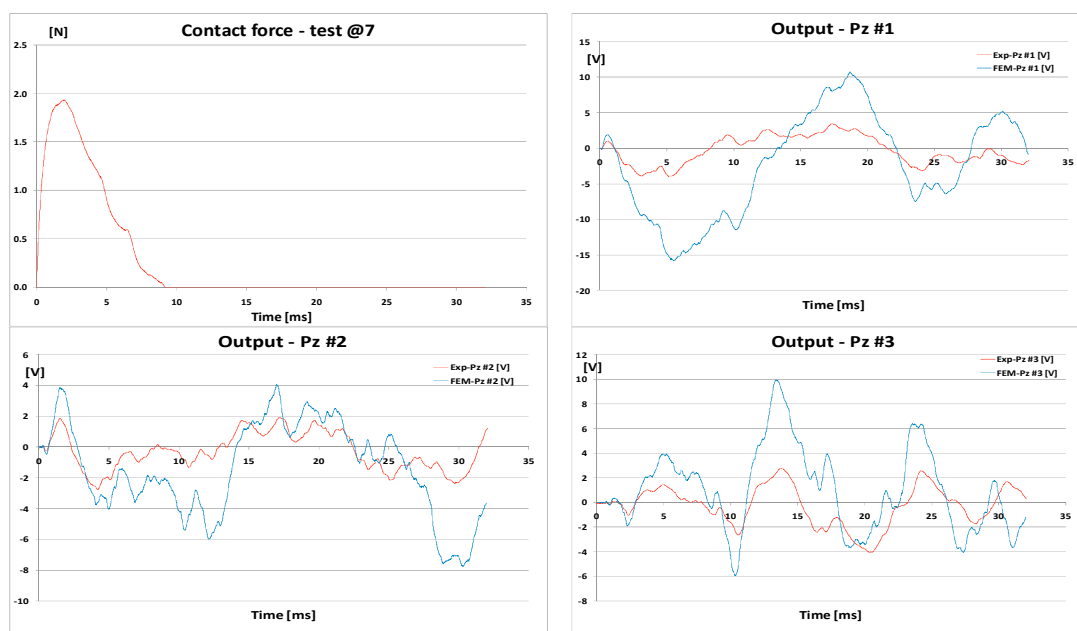 Contact force - test @7
[N]
2.5
2.0
1.5
1.0
0.5
0.0
0 5 10 15 20 25 30 35
Time [ms]
Output - Pz #1
[V]
Exp-Pz #1 [V]
FEM-Pz #1 [V]
15
10
5
0
-5
-10
-15
-20
0 5 10 15 20 25 30 35
Time [ms]
Output - Pz #2
[V]
Exp-Pz #2 [V]
FEM-Pz #2 [V]
6
4
2
0
-2
-4
-6
-8
-10
0 5 10 15 20 25 30 35
Time [ms]
Output - Pz #3
[V]
Exp-Pz #3 [V]
FEM-Pz #3 [V]
12
10
8
6
4
2
0
-2
-4
-6
-8
0 5 10 15 20 25 30 35
Time [ms]